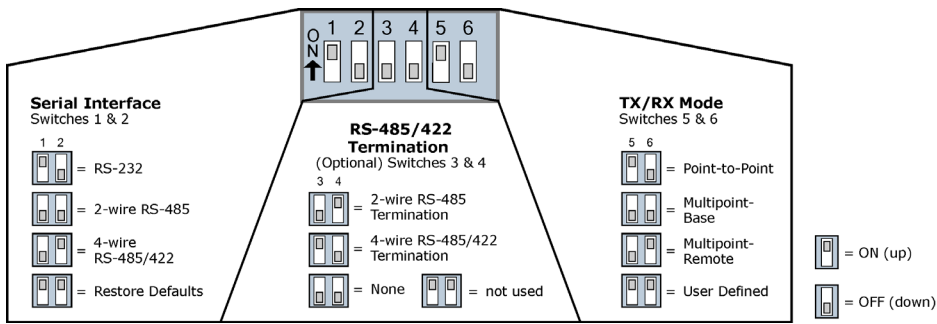 ON
1 2 3 4 5 6
Serial Interface
Switches 1 & 2
1 2
= RS-232
= 2-wire RS-485
= 4-wire
RS-485/422
= Restore Defaults
RS-485/422
Termination
(Optional) Switches 3 & 4
3 4
= 2-wire RS-485
Termination
= 4-wire RS-485/422
Termination
= None
= not used
TX/RX Mode
Switches 5 & 6
5 6
= Point-to-Point
= Multipoint-
Base
= Multipoint-
Remote
= User Defined
= ON (up)
= OFF (down)